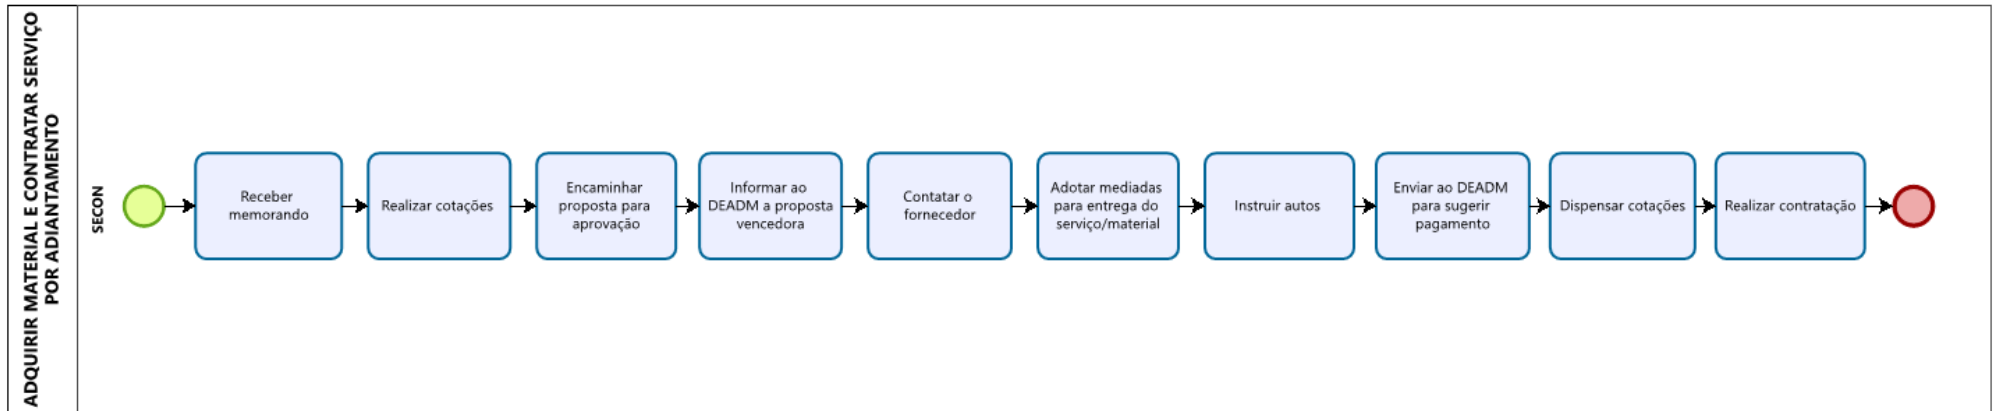 ADQUIRIR MATERIAL E CONTRATAR SERVIÇO
POR ADIANTAMENTO
SECON
Receber
memorando
Realizar cotações
Encaminhar
proposta para
aprovação
Informar ao
DEADM a proposta
vencedora
Contatar o
fornecedor
Adotar mediadas
para entrega do
serviço/material
Instruir autos
Enviar ao DEADM
para sugerir
pagamento
Dispensar cotações
Realizar contratação